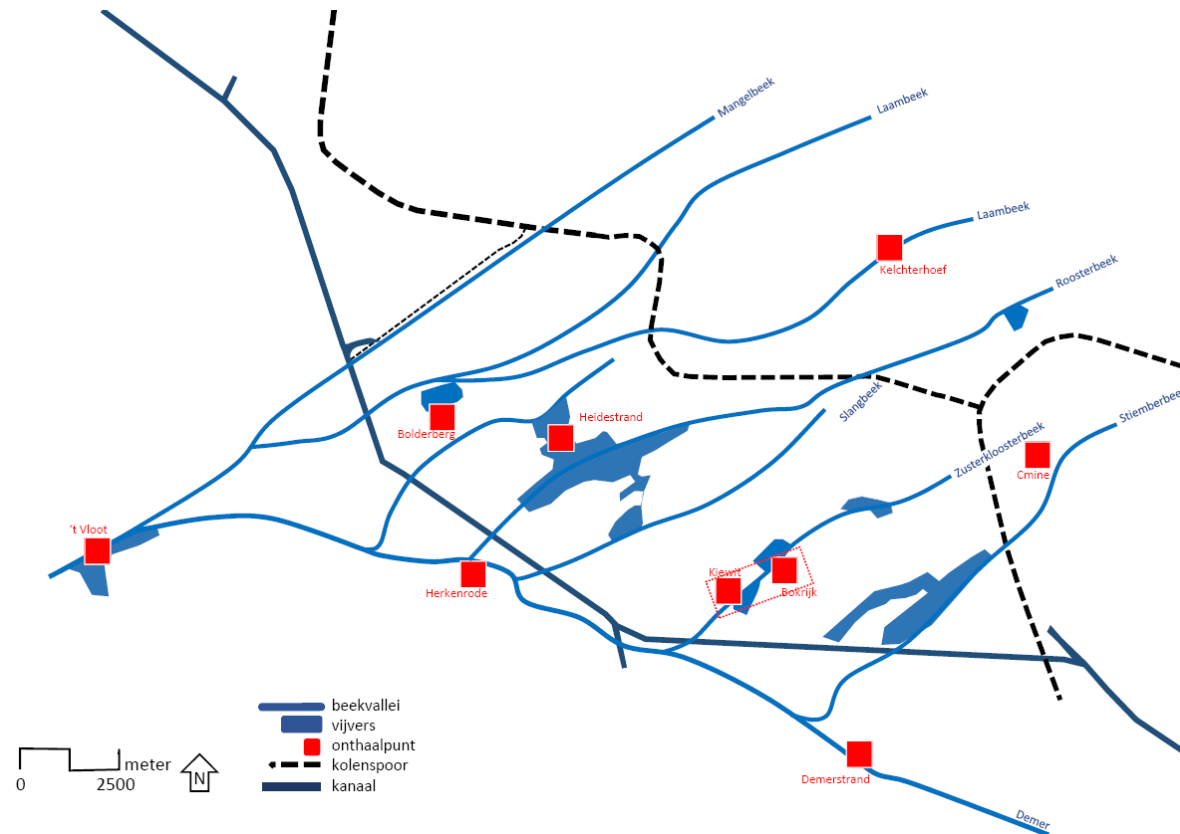 Mangelbeek
Laambeek
Laambeek
Kelchterhoef
Roosterbeek
Slangbeek
Stiemberbeek
Heidestrand
Bolderberg
Zusterkloosterbeek
Cmine
't Vloot
Kiewit
Bokrijk
Herkenrode
Demerstrand
Demer
beekvallei
vijvers
onthaalpunt
kolenspoor
kanaal
meter
0 2500
N